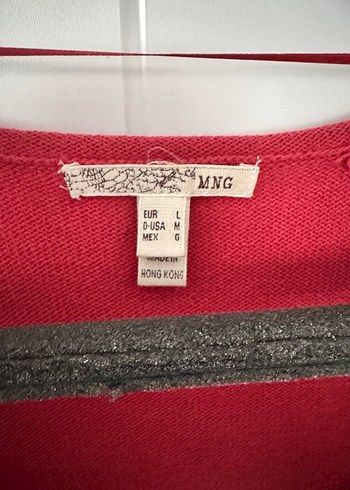 MNG
EUR L
D-USA M
MEX G
MADE IN
HONG KONG